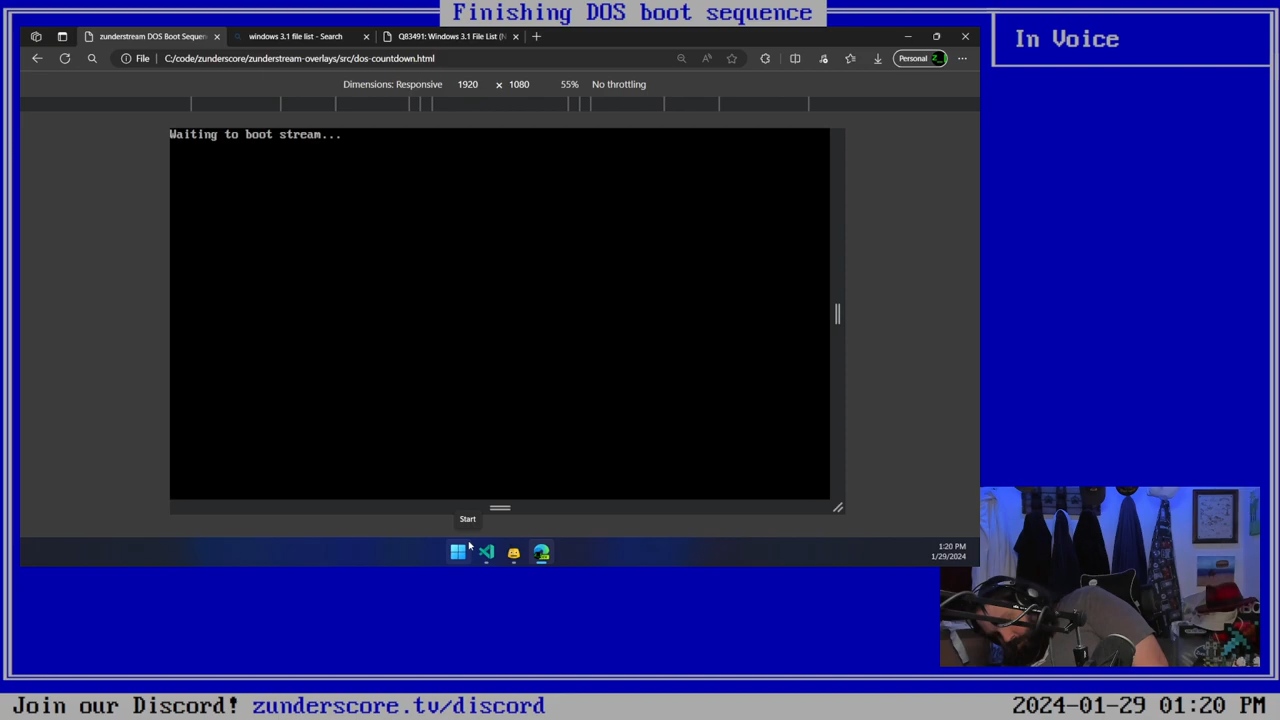 Finishing DOS boot sequence
In Voice
zunderstream DOS Boot Sequen
windows 3.1 file list - Search
Q83491: Windows 3.1 File List (N
File
C:/code/zunderscore/zunderstream-overlays/src/dos-countdown.html
Personal
Dimensions: Responsive 1920 × 1080 55% No throttling
Waiting to boot stream...
Start
1:20 PM
1/29/2024
Join our Discord! zunderscore.tv/discord
2024-01-29 01:20 PM